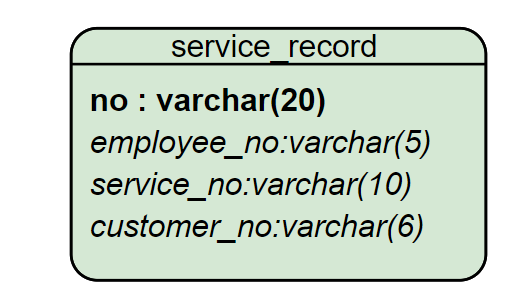 service_record
no : varchar(20)
employee_no:varchar(5)
service_no:varchar(10)
customer_no:varchar(6)